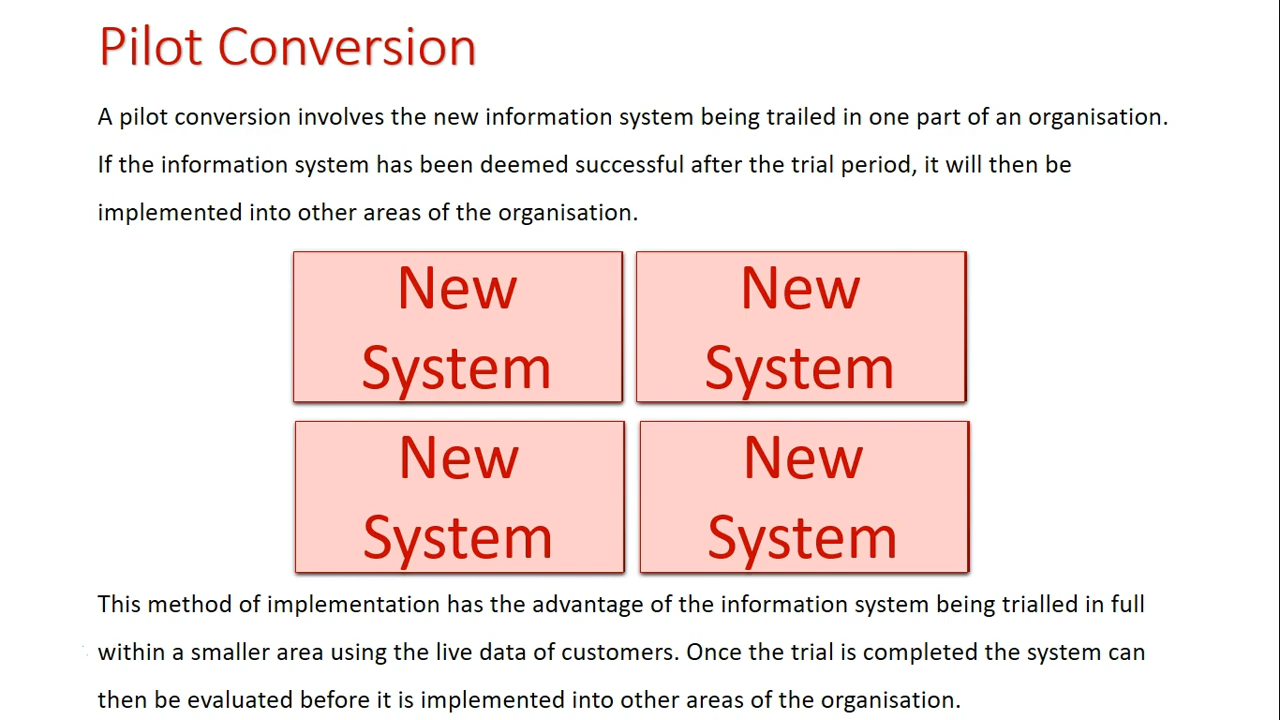 Pilot Conversion
A pilot conversion involves the new information system being trailed in one part of an organisation.
If the information system has been deemed successful after the trial period, it will then be
implemented into other areas of the organisation.
New
System
New
System
New
System
New
System
This method of implementation has the advantage of the information system being trialled in full
within a smaller area using the live data of customers. Once the trial is completed the system can
then be evaluated before it is implemented into other areas of the organisation.